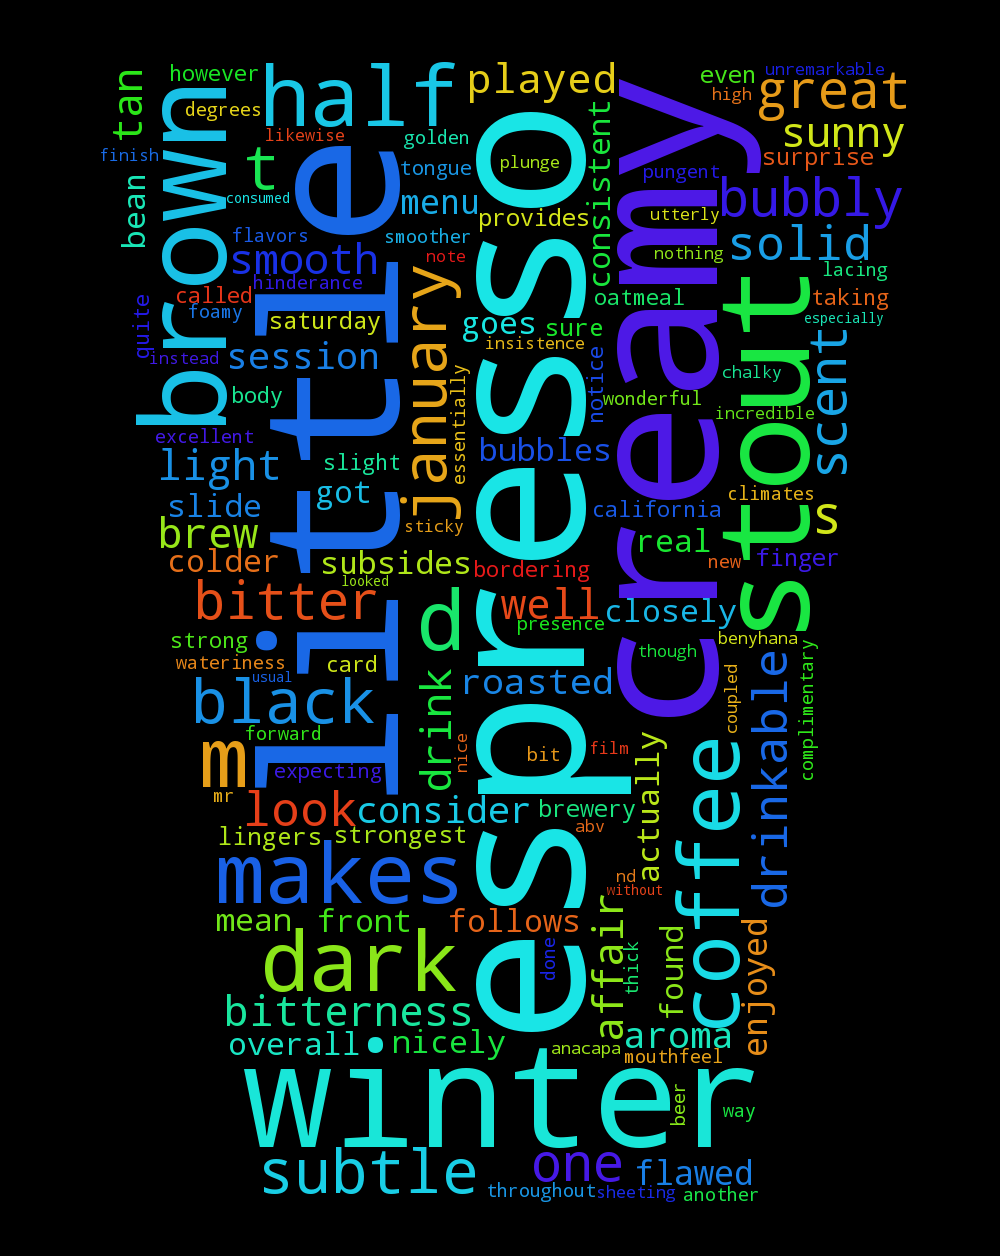 however
half
played
even
unremarkable
tan
degrees
high
great
likewise
golden
sunny
finish
t
tongue
plunge
surprise
brown
consumed
menu
consistent
pungent
bubbly
bean
little
espresso
creamy
provides
utterly
flavors
smoother
solid
smooth
note
nothing
hinderance
lacing
called
january
oatmeal
taking
quite
foamy
saturday
goes
sure
stout
especially
instead
session
insistence
scent
notice
chalky
body
essentially
wonderful
incredible
excellent
bubbles
light
slight
climates
slide
got
california
s
brew
sticky
real
colder
subsides
bordering
new
finger
looked
bitter
d
well
closely
strong
presence
benyhana
wateriness
card
though
usual
drink
roasted
coupled
drinkable
complimentary
black
forward
m
nice
bit
film
actually
expecting
mr
look
consider
brewery
coffee
lingers
strongest
abv
makes
nd
without
mean
front
follows
affair
found
enjoyed
dark
done
thick
bitterness
overall
nicely
anacapa
aroma
mouthfeel
winter
beer
way
subtle
one
flawed
throughout
sheeting
another